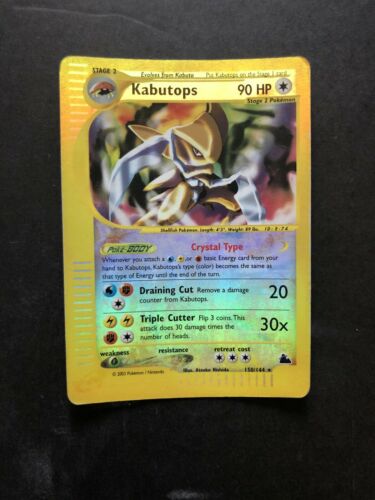 STAGE 2
Evolves from Kabuto Put Kabutops on the Stage 1 card
Kabutops 90 HP
Stage 2 Pokémon
Shellfish Pokémon. Length: 4'3", Weight: 89 lbs.
Poké-BODY Crystal Type
Whenever you attach a or basic Energy card from your
hand to Kabutops, Kabutops's type (color) becomes the same as
that type of Energy until the end of turn.
Draining Cut Remove a damage
counter from Kabutops. 20
Triple Cutter Flip 3 coins. This
attack does 30 damage times the
number of heads. 30x
weakness resistance retreat cost
Illus. Atsuko Nishida 150/144
© 2003 Pokémon / Nintendo